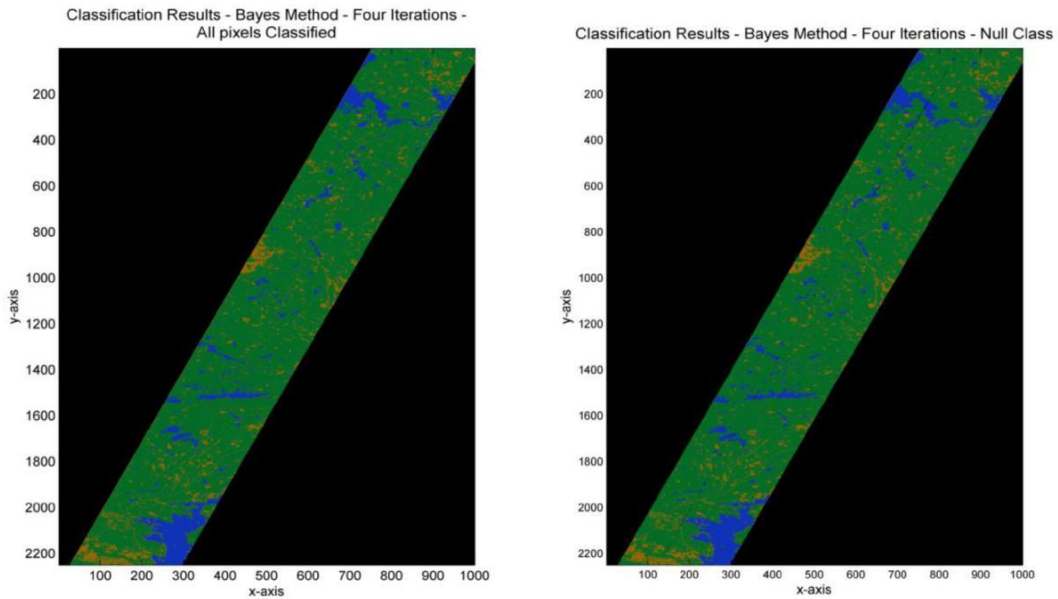 Classification Results - Bayes Method - Four Iterations -
All pixels Classified
200
400
600
800
1000
1200
1400
1600
1800
2000
2200
y-axis
100 200 300 400 500 600 700 800 900 1000
x-axis
Classification Results - Bayes Method - Four Iterations - Null Class
200
400
600
800
1000
1200
1400
1600
1800
2000
2200
y-axis
100 200 300 400 500 600 700 800 900 1000
x-axis